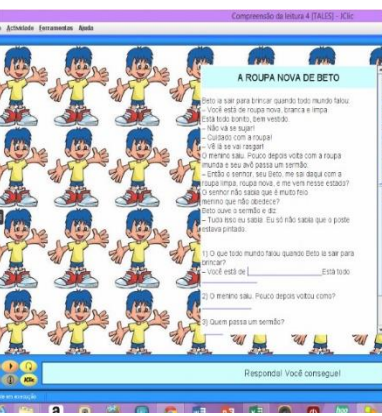 Compreensão da leitura 4 [TALES] - JClic
Actividade Ferramentas Ajuda
A ROUPA NOVA DE BETO
Beto ia sair para brincar quando todo mundo falou:
– Você está de roupa nova, branca e limpa.
Está todo bonito, bem vestido.
– Não vá se sujar!
– Cuidado com a roupa!
– Vê lá se vai rasgar!
O menino saiu. Pouco depois volta com a roupa
imunda e seu avô passa um sermão.
– Então o senhor, seu Beto, me sai daqui com a
roupa limpa, roupa nova, e me vem nesse estado?
O senhor não sabia que é muito feio
menino que não obedece?
Beto ouve o sermão e diz:
– Tudo isso eu sabia. Eu só não sabia que o poste
estava pintado.
1) O que todo mundo falou quando Beto ia sair para
brincar?
– Você está de Está todo
2) O menino saiu. Pouco depois voltou como?
3) Quem passa um sermão?
Responda! Você consegue!